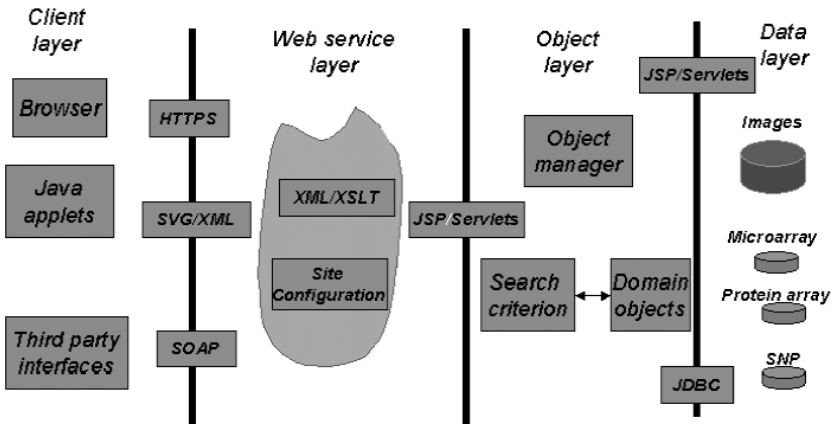 Client
layer
Web service
layer
Object
layer
Data
layer
Browser
Java
applets
Third party
interfaces
HTTPS
SVG/XML
SOAP
XML/XSLT
Site
Configuration
JSP/Servlets
Object
manager
Search
criterion
Domain
objects
JSP/Servlets
JDBC
Images
Microarray
Protein array
SNP